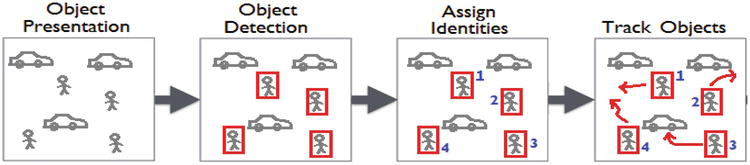 Object
Presentation
Object
Detection
Assign
Identities
Track Objects
1
2
3
4
1
2
3
4